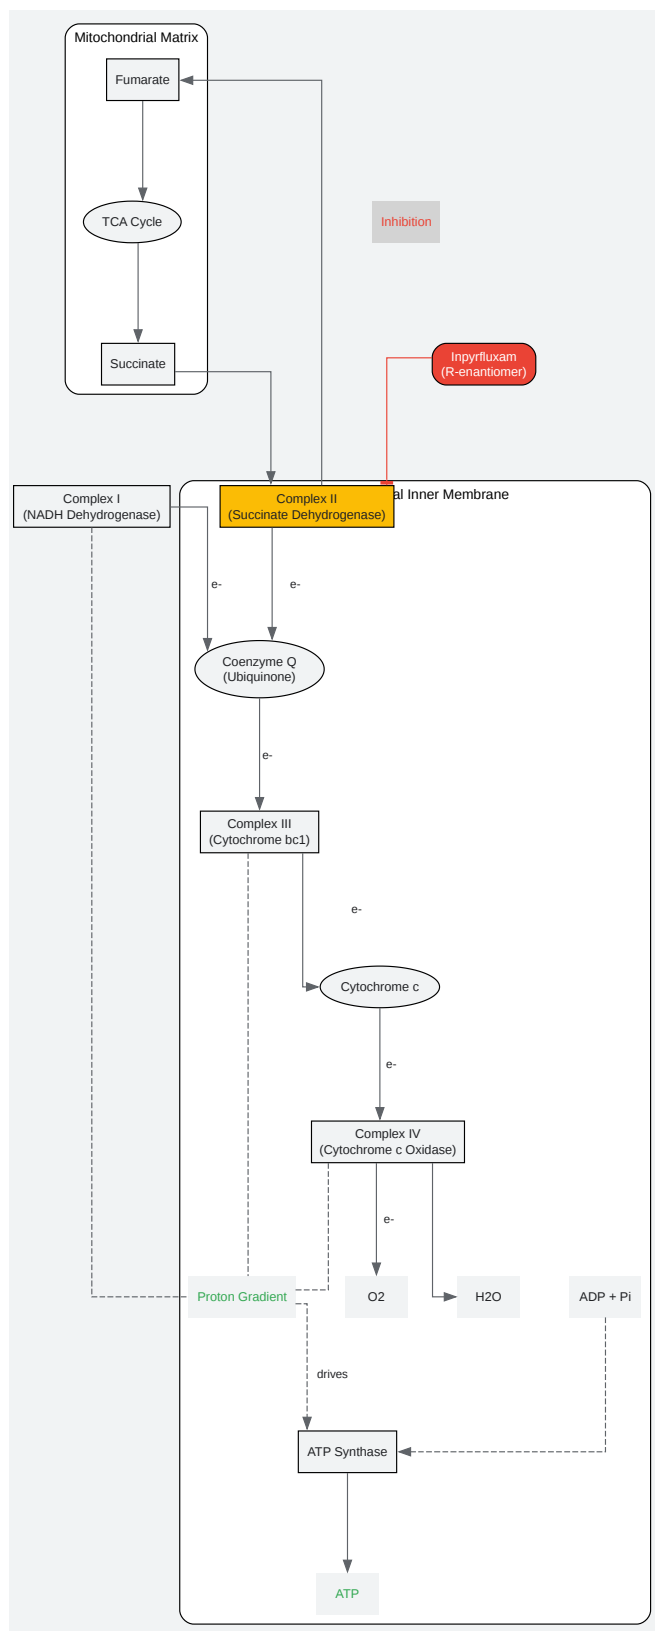 Mitochondrial Matrix
Fumarate
TCA Cycle
Inhibition
Succinate
Inpyrfluxam
(R-enantiomer)
Complex I
(NADH Dehydrogenase)
Complex II
(Succinate Dehydrogenase)
al Inner Membrane
e-
e-
Coenzyme Q
(Ubiquinone)
e-
Complex III
(Cytochrome bc1)
e-
Cytochrome c
e-
Complex IV
(Cytochrome c Oxidase)
e-
Proton Gradient
O2
H2O
ADP + Pi
drives
ATP Synthase
ATP